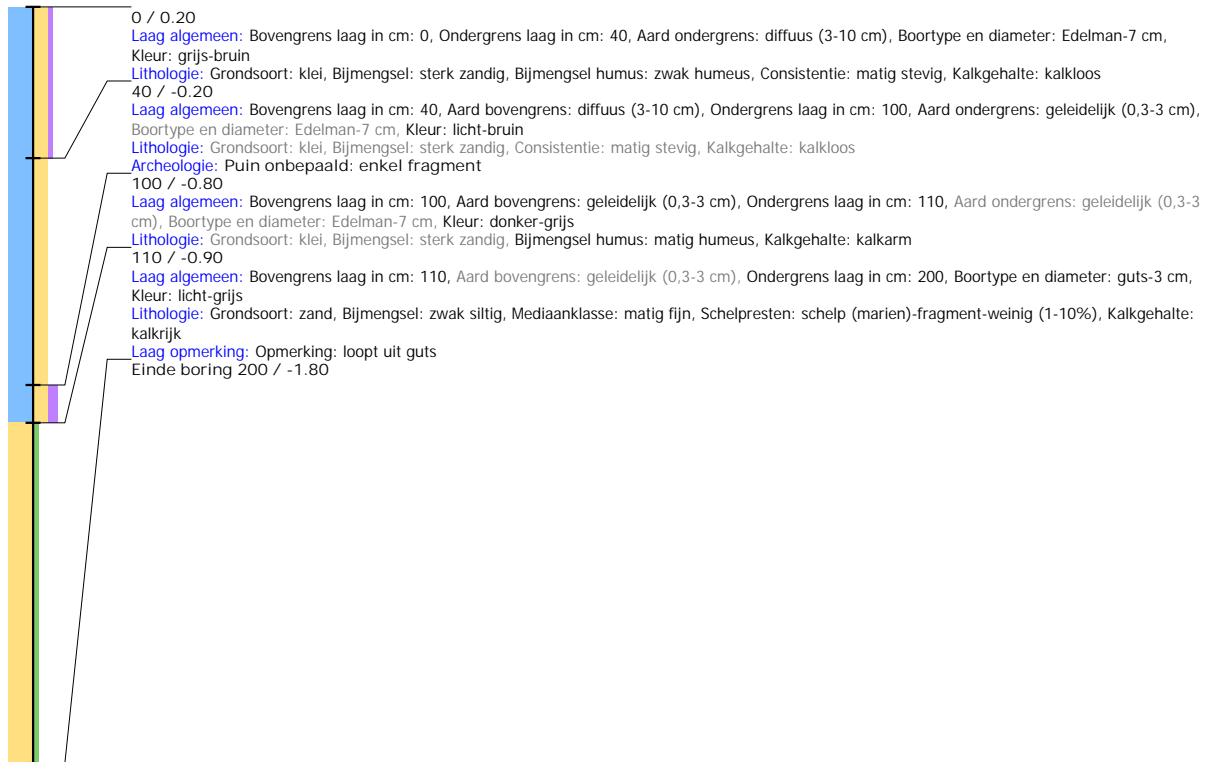 0 / 0.20
Laag algemeen: Bovengrens laag in cm: 0, Ondergrens laag in cm: 40, Aard ondergrens: diffuus (3-10 cm), Boortype en diameter: Edelman-7 cm,
Kleur: grijs-bruin
Lithologie: Grondsoort: klei, Bijmengsel: sterk zandig, Bijmengsel humus: zwak humeus, Consistentie: matig stevig, Kalkgehalte: kalkloos
40 / -0.20
Laag algemeen: Bovengrens laag in cm: 40, Aard bovengrens: diffuus (3-10 cm), Ondergrens laag in cm: 100, Aard ondergrens: geleidelijk (0,3-3 cm),
Boortype en diameter: Edelman-7 cm, Kleur: licht-bruin
Lithologie: Grondsoort: klei, Bijmengsel: sterk zandig, Consistentie: matig stevig, Kalkgehalte: kalkloos
Archeologie: Puin onbepaald: enkel fragment
100 / -0.80
Laag algemeen: Bovengrens laag in cm: 100, Aard bovengrens: geleidelijk (0,3-3 cm), Ondergrens laag in cm: 110, Aard ondergrens: geleidelijk (0,3-3
cm), Boortype en diameter: Edelman-7 cm, Kleur: donker-grijs
Lithologie: Grondsoort: klei, Bijmengsel: sterk zandig, Bijmengsel humus: matig humeus, Kalkgehalte: kalkarm
110 / -0.90
Laag algemeen: Bovengrens laag in cm: 110, Aard bovengrens: geleidelijk (0,3-3 cm), Ondergrens laag in cm: 200, Boortype en diameter: guts-3 cm,
Kleur: licht-grijs
Lithologie: Grondsoort: zand, Bijmengsel: zwak siltig, Mediaanklasse: matig fijn, Schelpresten: schelp (marien)-fragment-weinig (1-10%), Kalkgehalte:
kalkrijk
Laag opmerking: Opmerking: loopt uit guts
Einde boring 200 / -1.80